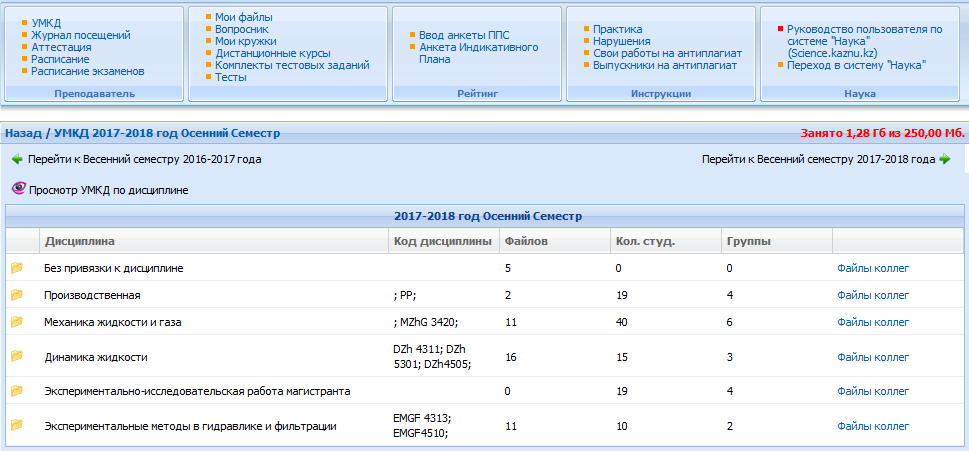 УМКД
Журнал посещений
Аттестация
Расписание
Расписание экзаменов
Преподаватель
Мои файлы
Вопросник
Мои кружки
Дистанционные курсы
Комплекты тестовых заданий
Тесты
Ввод анкеты ППС
Анкета Индикативного
Плана
Рейтинг
Практика
Нарушения
Свои работы на антиплагиат
Выпускники на антиплагиат
Инструкции
Руководство пользователя по
системе "Наука"
(Science.kaznu.kz)
Переход в систему "Наука"
Наука
Назад / УМКД 2017-2018 год Осенний Семестр Занято 1,28 Гб из 250,00 Мб.
Перейти к Весенний семестру 2016-2017 года Перейти к Весенний семестру 2017-2018 года
Просмотр УМКД по дисциплине
2017-2018 год Осенний Семестр
Дисциплина Код дисциплины Файлов Кол. студ. Группы
Без привязки к дисциплине 5 0 0 Файлы коллег
Производственная ; PP; 2 19 4 Файлы коллег
Механика жидкости и газа ; MZhG 3420; 11 40 6 Файлы коллег
Динамика жидкости DZh 4311; DZh 16 15 3 Файлы коллег
5301; DZh4505;
Экспериментально-исследовательская работа магистранта 0 19 4 Файлы коллег
Экспериментальные методы в гидравлике и фильтрации EMGF 4313; 11 10 2 Файлы коллег
EMGF4510;